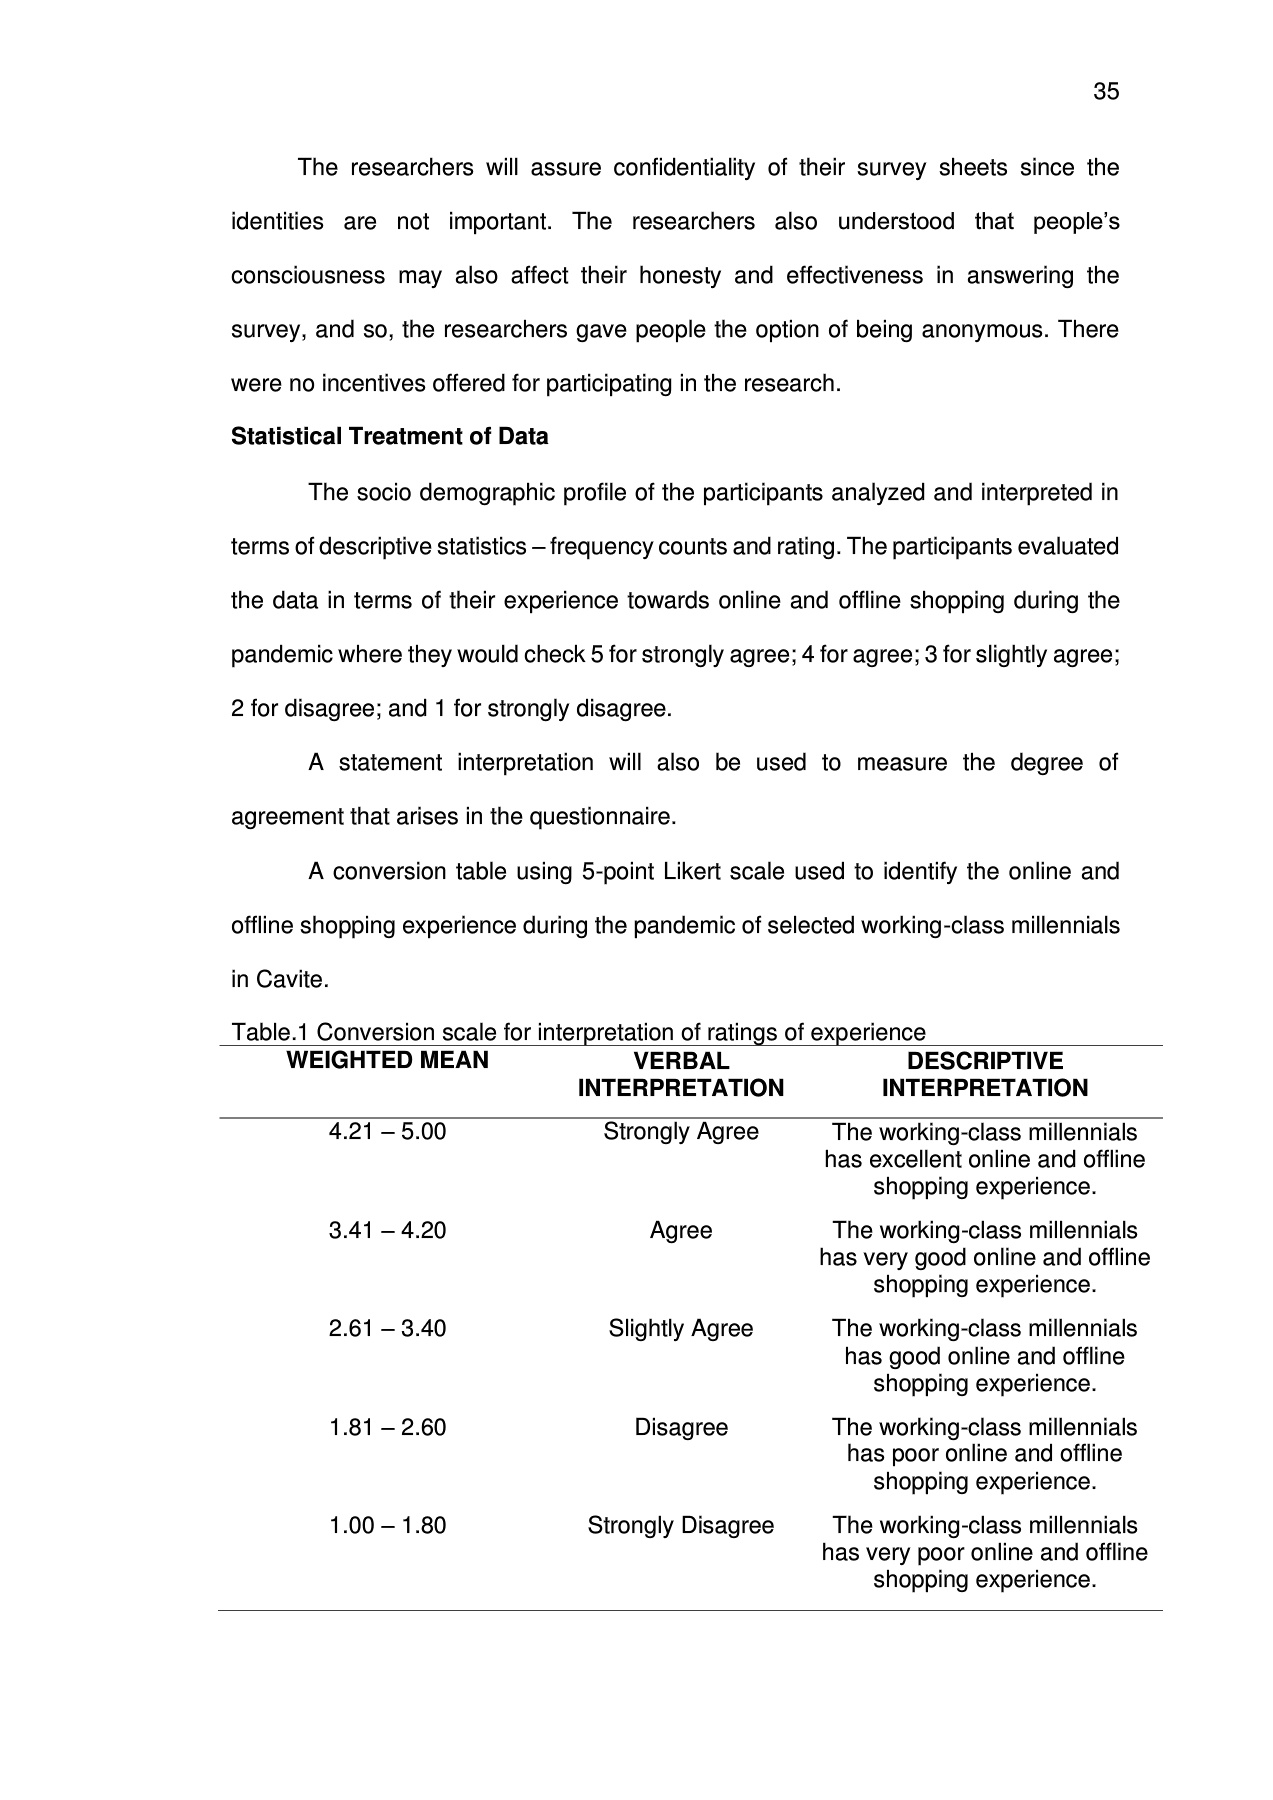 35
The researchers will assure confidentiality of their survey sheets since the
identities are not important. The researchers also understood that people’s
consciousness may also affect their honesty and effectiveness in answering the
survey, and so, the researchers gave people the option of being anonymous. There
were no incentives offered for participating in the research.
Statistical Treatment of Data
The socio demographic profile of the participants analyzed and interpreted in
terms of descriptive statistics – frequency counts and rating. The participants evaluated
the data in terms of their experience towards online and offline shopping during the
pandemic where they would check 5 for strongly agree; 4 for agree; 3 for slightly agree;
2 for disagree; and 1 for strongly disagree.
A statement interpretation will also be used to measure the degree of
agreement that arises in the questionnaire.
A conversion table using 5-point Likert scale used to identify the online and
offline shopping experience during the pandemic of selected working-class millennials
in Cavite.
Table.1 Conversion scale for interpretation of ratings of experience
WEIGHTED MEAN VERBAL DESCRIPTIVE
INTERPRETATION INTERPRETATION
4.21 – 5.00 Strongly Agree The working-class millennials
has excellent online and offline
shopping experience.
3.41 – 4.20 Agree The working-class millennials
has very good online and offline
shopping experience.
2.61 – 3.40 Slightly Agree The working-class millennials
has good online and offline
shopping experience.
1.81 – 2.60 Disagree The working-class millennials
has poor online and offline
shopping experience.
1.00 – 1.80 Strongly Disagree The working-class millennials
has very poor online and offline
shopping experience.